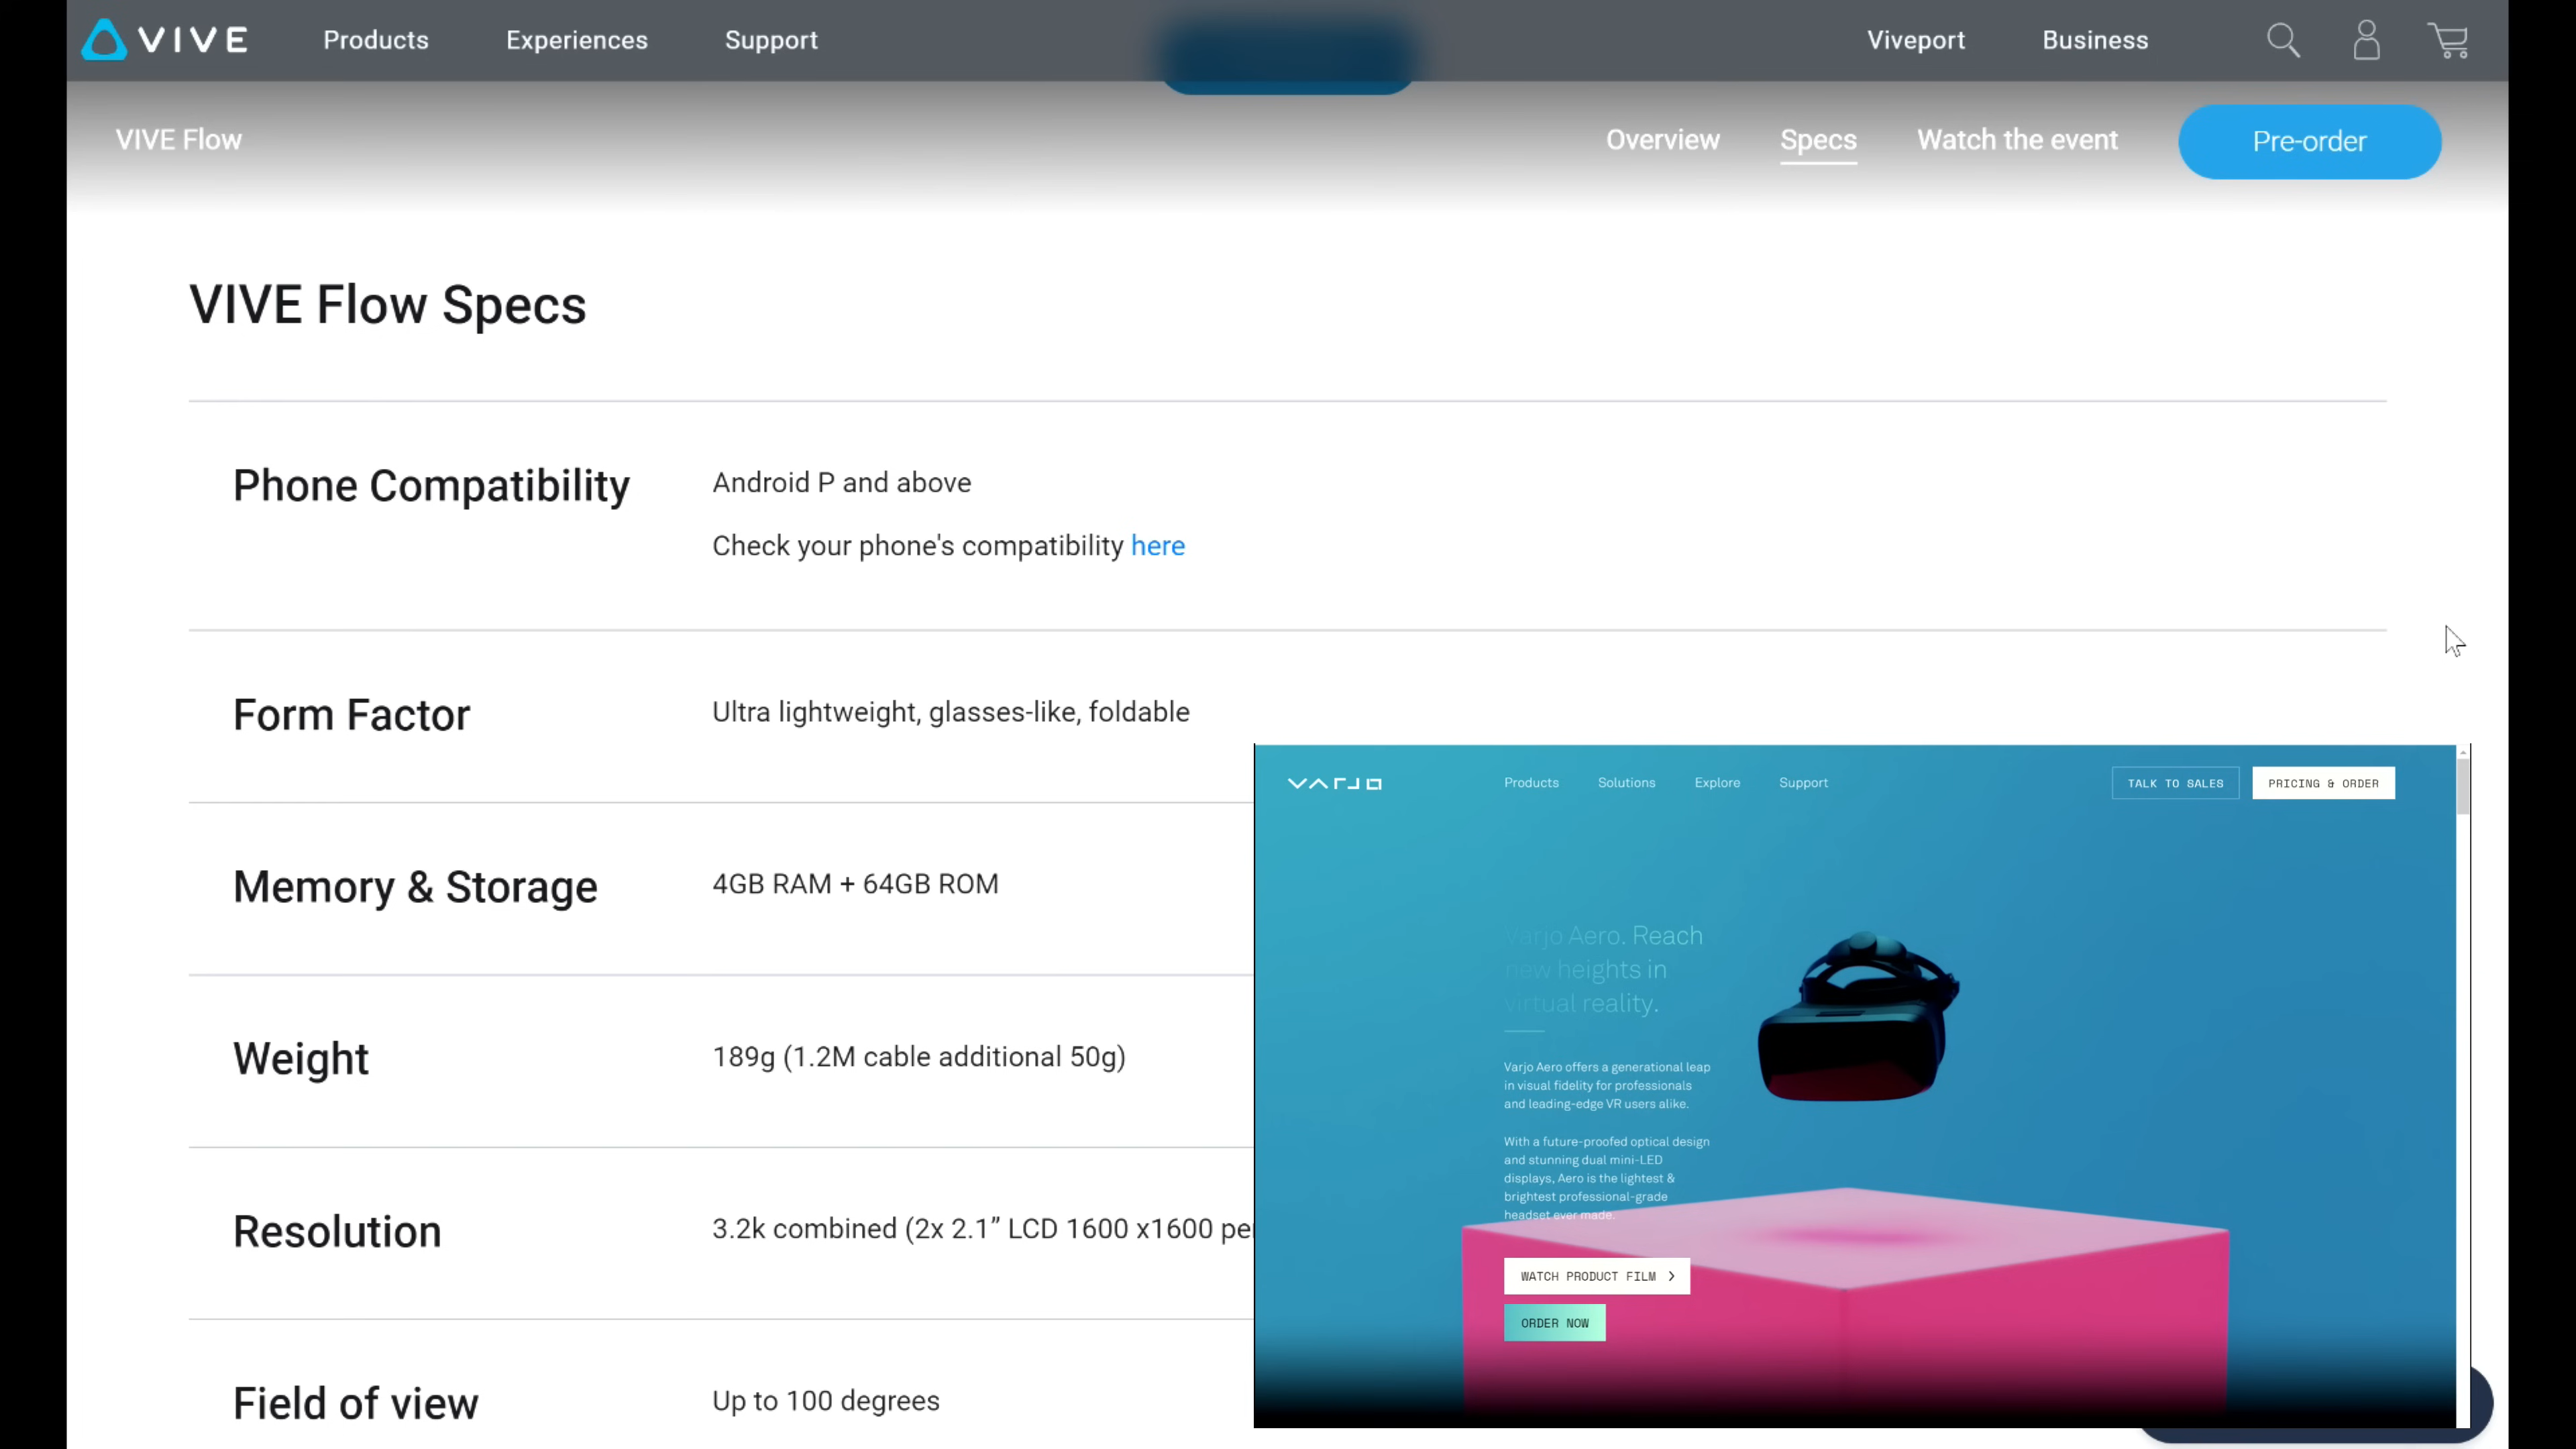 VIVE Products Experiences Support Viveport Business
VIVE Flow Overview Specs Watch the event Pre-order
VIVE Flow Specs
Phone Compatibility Android P and above
Check your phone's compatibility here
Form Factor Ultra lightweight, glasses-like, foldable
Memory & Storage 4GB RAM + 64GB ROM
Weight 189g (1.2M cable additional 50g)
Resolution 3.2k combined (2x 2.1” LCD 1600 x1600
Field of view Up to 100 degrees
VARJO Products Solutions Explore Support TALK TO SALES PRICING & ORDER
Varjo Aero. Reach
new heights in
virtual reality.
Varjo Aero offers a generational leap
in visual fidelity for professionals
and leading-edge VR users alike.
With a future-proofed optical design
and stunning dual mini-LED
displays, Aero is the lightest &
brightest professional-grade
headset ever made.
WATCH PRODUCT FILM
ORDER NOW